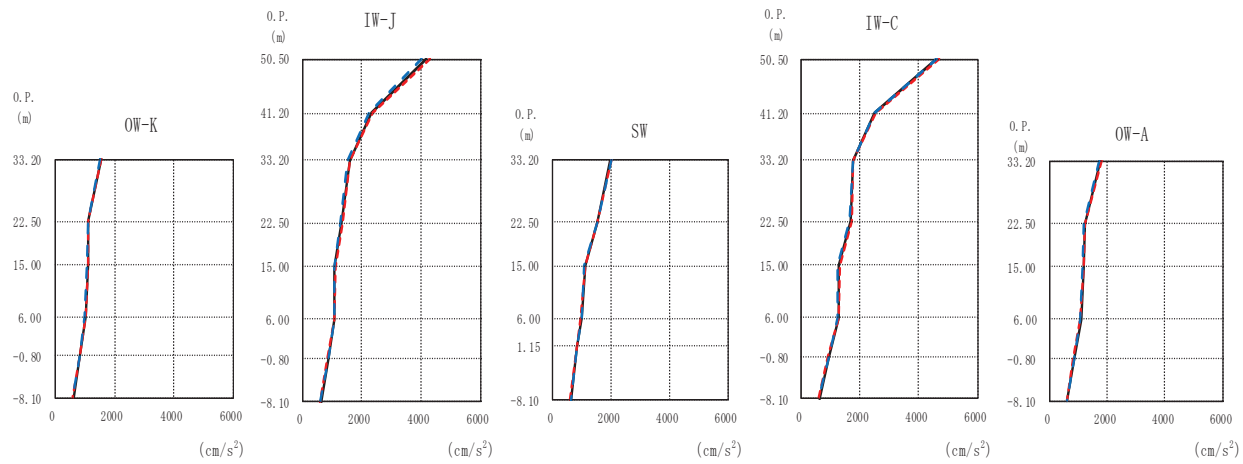 O.P.
(m)
OW-K
33.20
22.50
15.00
6.00
-0.80
-8.10
0
2000
4000
6000
(cm/s²)
O.P.
(m)
IW-J
50.50
41.20
33.20
22.50
15.00
6.00
-0.80
-8.10
0
2000
4000
6000
(cm/s²)
O.P.
(m)
SW
33.20
22.50
15.00
6.00
1.15
-8.10
0
2000
4000
6000
(cm/s²)
O.P.
(m)
IW-C
50.50
41.20
33.20
22.50
15.00
6.00
-0.80
-8.10
0
2000
4000
6000
(cm/s²)
O.P.
(m)
OW-A
33.20
22.50
15.00
6.00
-0.80
-8.10
0
2000
4000
6000
(cm/s²)